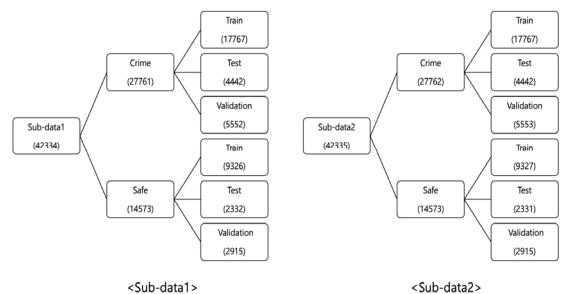 Train
(17767)
Crime
(27761)
Test
(4442)
Validation
(5552)
Sub-data1
(42334)
Train
(9326)
Safe
(14573)
Test
(2332)
Validation
(2915)
<Sub-data1>
Train
(17767)
Crime
(27762)
Test
(4442)
Validation
(5553)
Sub-data2
(42335)
Train
(9327)
Safe
(14573)
Test
(2331)
Validation
(2915)
<Sub-data2>